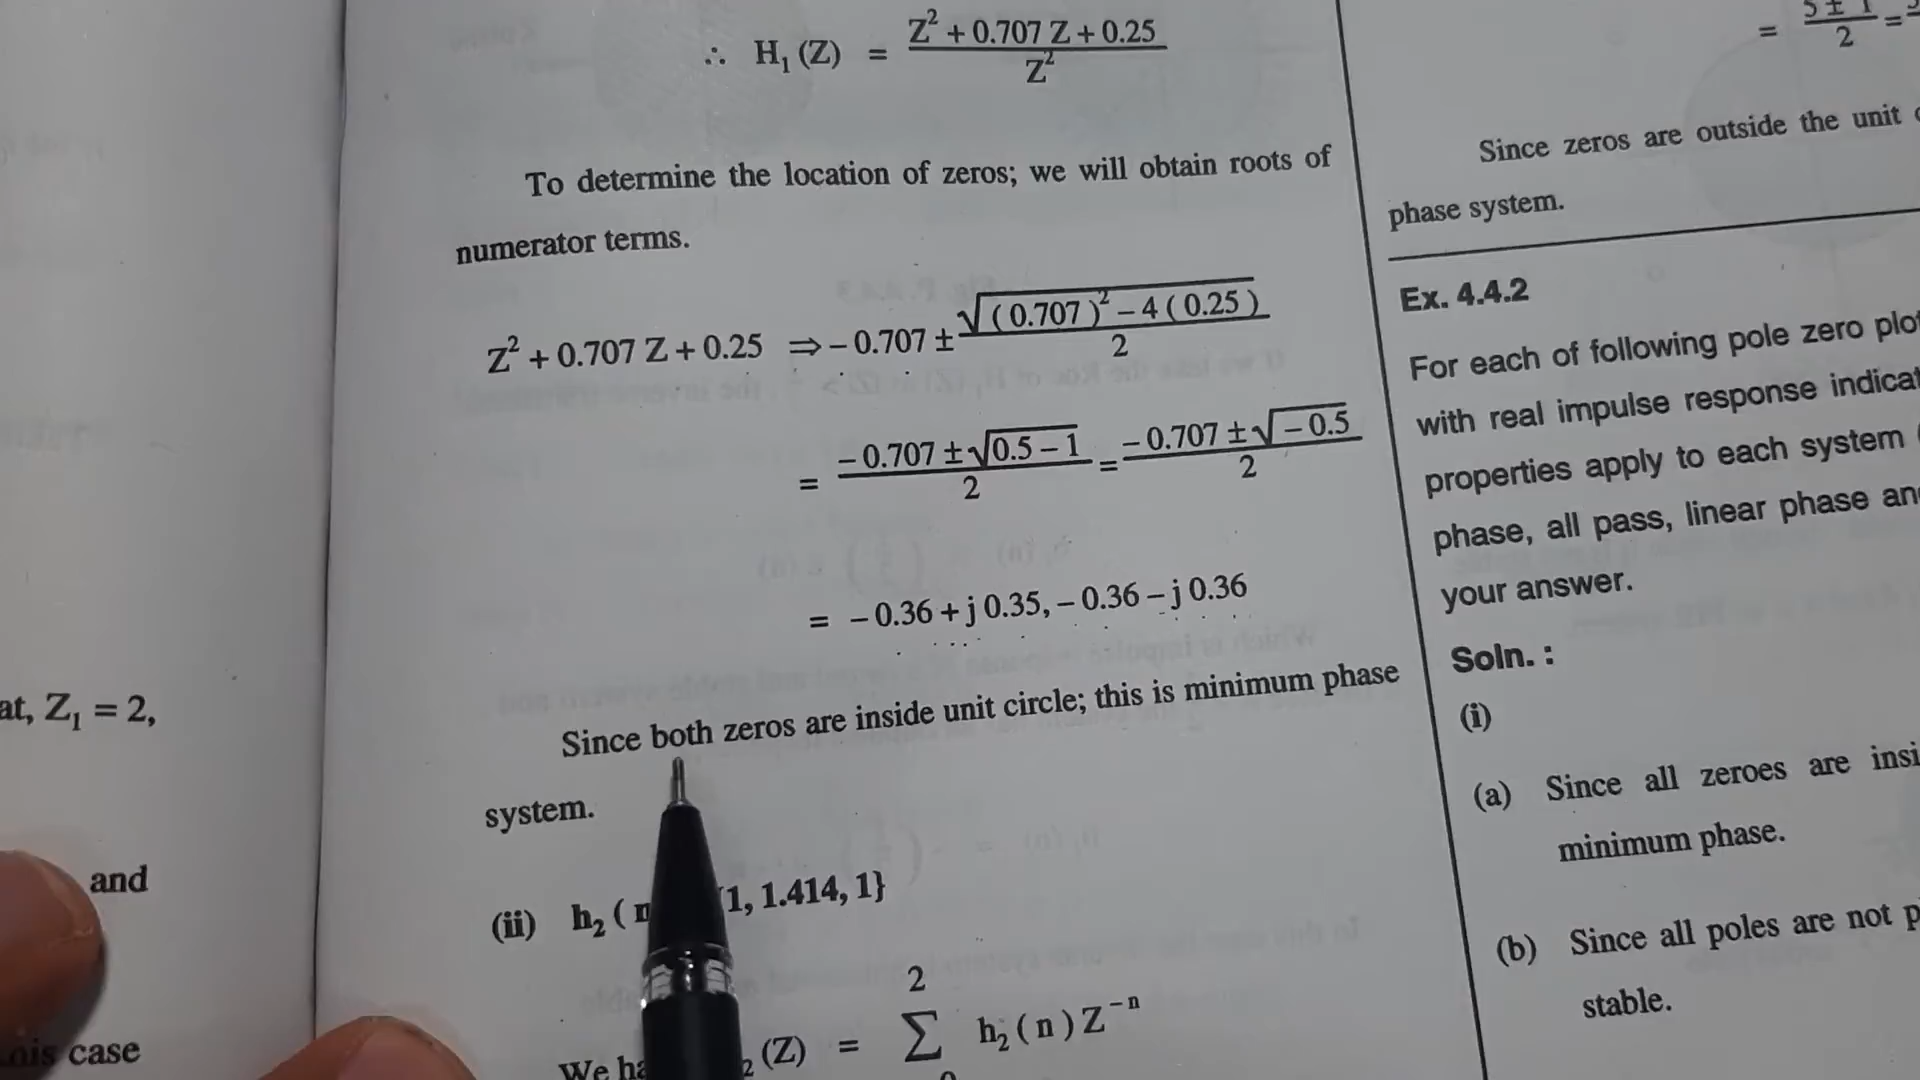 at, Z₁ = 2,
and
case
∴ H₁ (Z) = (Z² + 0.707 Z + 0.25) / Z²
To determine the location of zeros; we will obtain roots of
numerator terms.
Z² + 0.707 Z + 0.25 ⇒ – 0.707 ± √( 0.707 )² – 4 ( 0.25 ) / 2
= – 0.707 ± √0.5 – 1 / 2 = – 0.707 ± √– 0.5 / 2
= – 0.36 + j 0.35, – 0.36 – j 0.36
Since both zeros are inside unit circle; this is minimum phase
system.
(ii) h₂ ( 1, 1.414, 1}
We ₂ (Z) = 2 Σ h₂ ( n ) Z⁻ⁿ
= 5 ± 1 / 2 =
Since zeros are outside the unit
phase system.
Ex. 4.4.2
For each of following pole zero
with real impulse response
properties apply to each system
phase, all pass, linear phase
your answer.
Soln. :
(i)
(a) Since all zeroes are
minimum phase.
(b) Since all poles are not
stable.